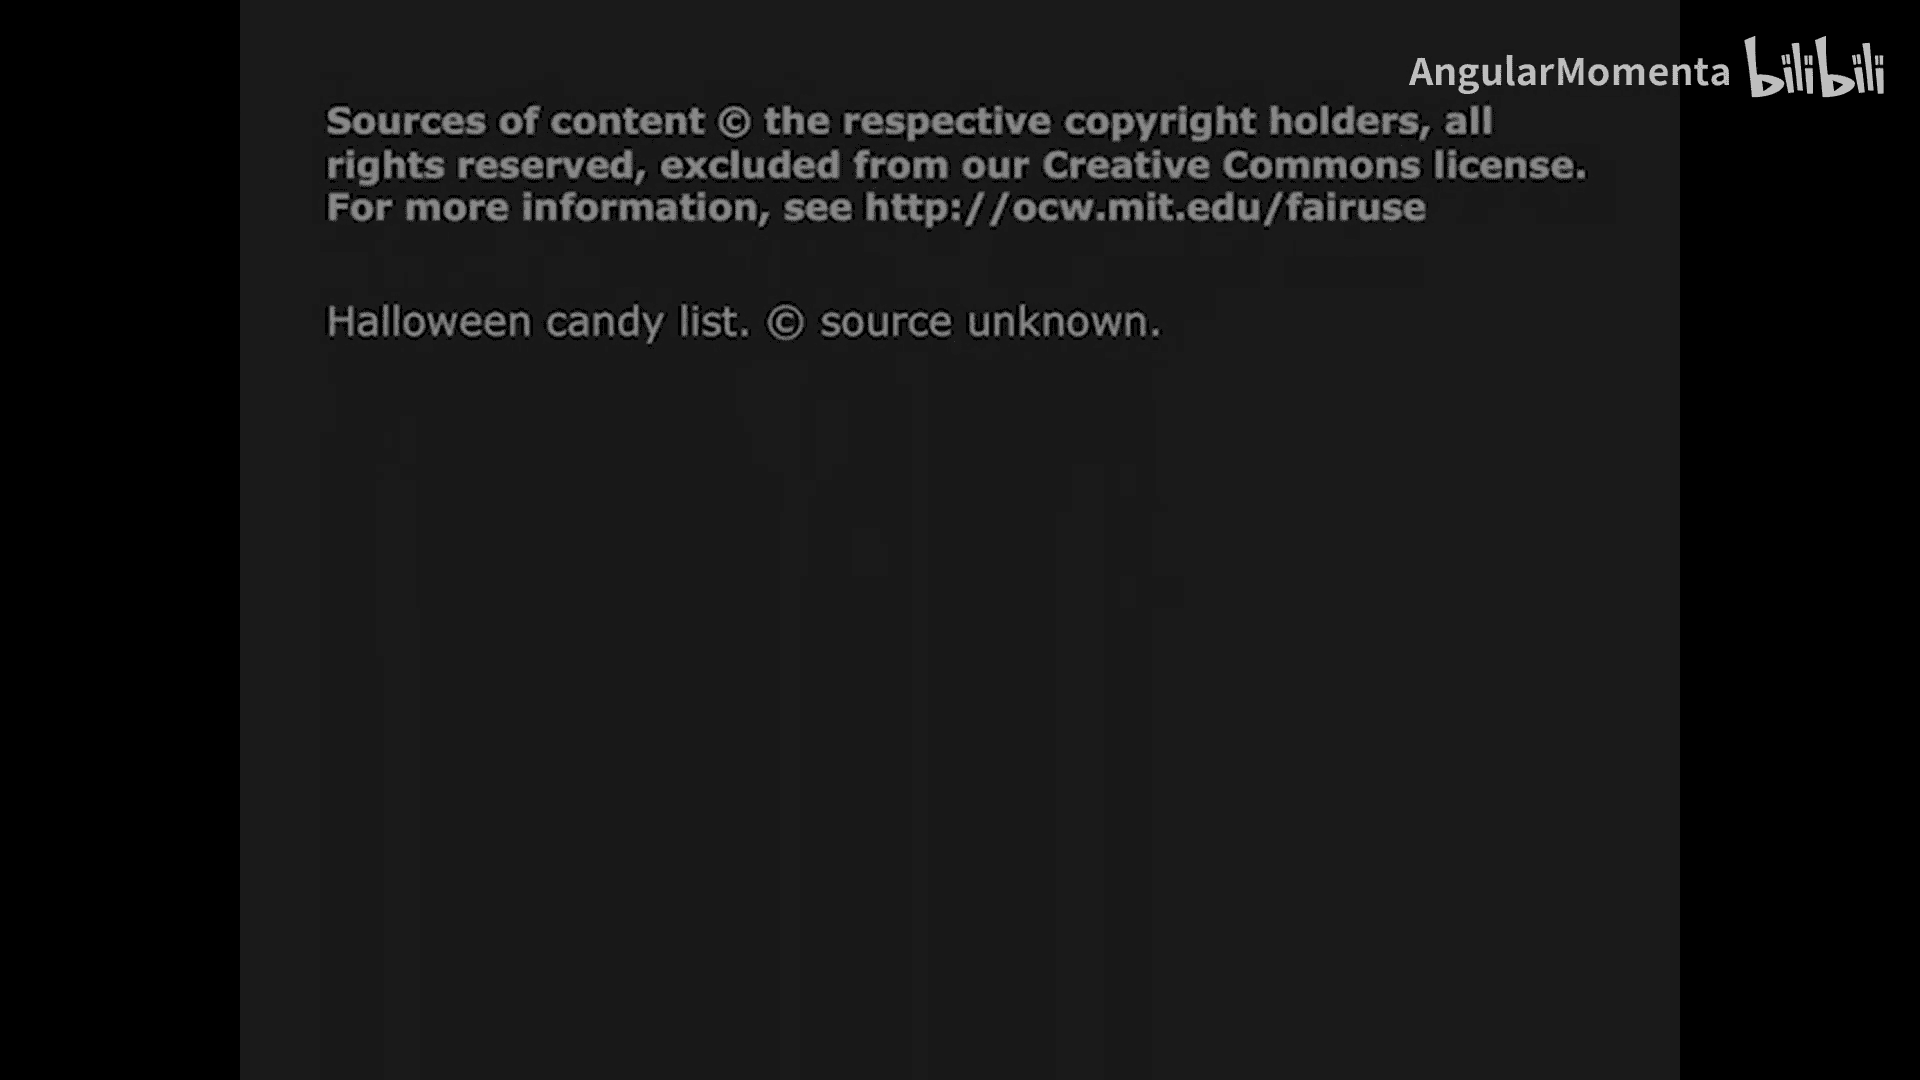 AngularMomenta bilibili
Sources of content © the respective copyright holders, all
rights reserved, excluded from our Creative Commons license.
For more information, see http://ocw.mit.edu/fairuse
Halloween candy list. © source unknown.